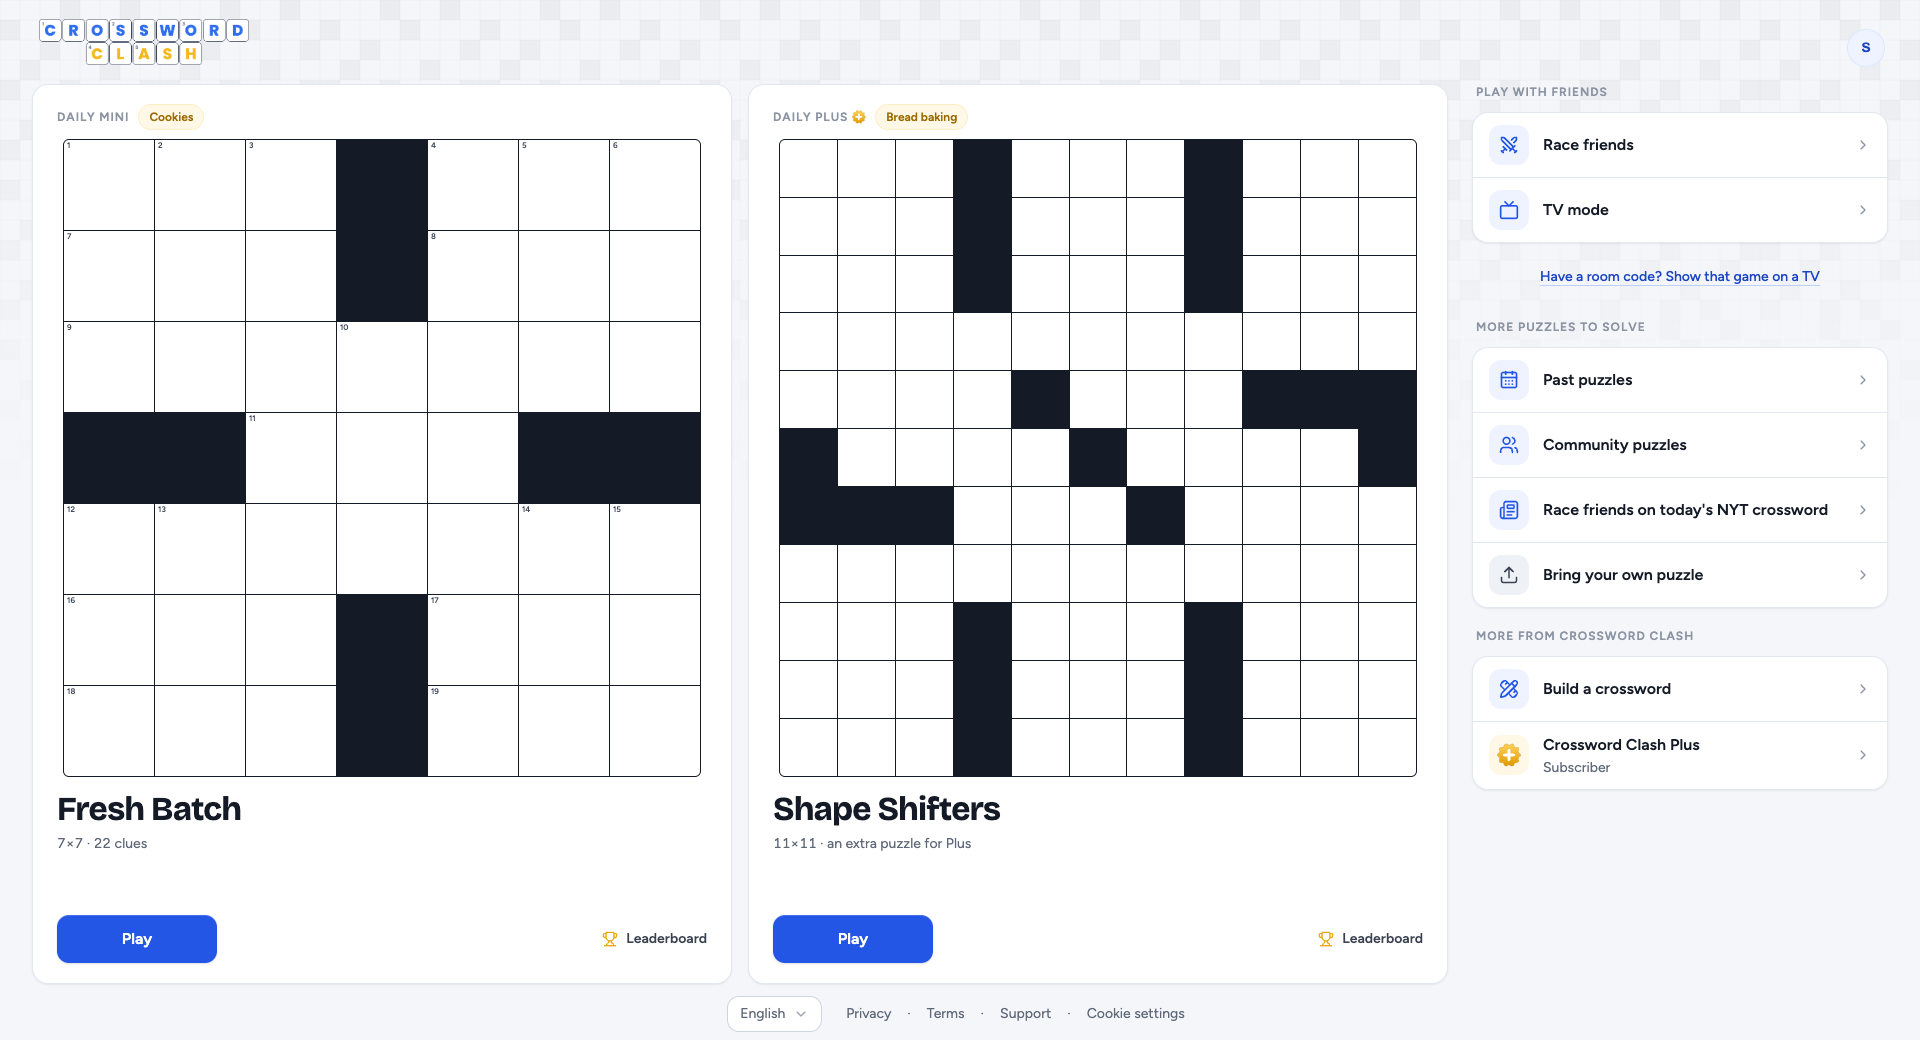 CROSSWORD
CLASH
S
DAILY MINI
Cookies
1 2 3 4 5 6
7 8
9 10
11
12 13 14 15
16 17
18 19
Fresh Batch
7×7 · 22 clues
Play
Leaderboard
DAILY PLUS
Bread baking
Shape Shifters
11×11 · an extra puzzle for Plus
Play
Leaderboard
PLAY WITH FRIENDS
Race friends
TV mode
Have a room code? Show that game on a TV
MORE PUZZLES TO SOLVE
Past puzzles
Community puzzles
Race friends on today's NYT crossword
Bring your own puzzle
MORE FROM CROSSWORD CLASH
Build a crossword
Crossword Clash Plus
Subscriber
English
Privacy · Terms · Support · Cookie settings